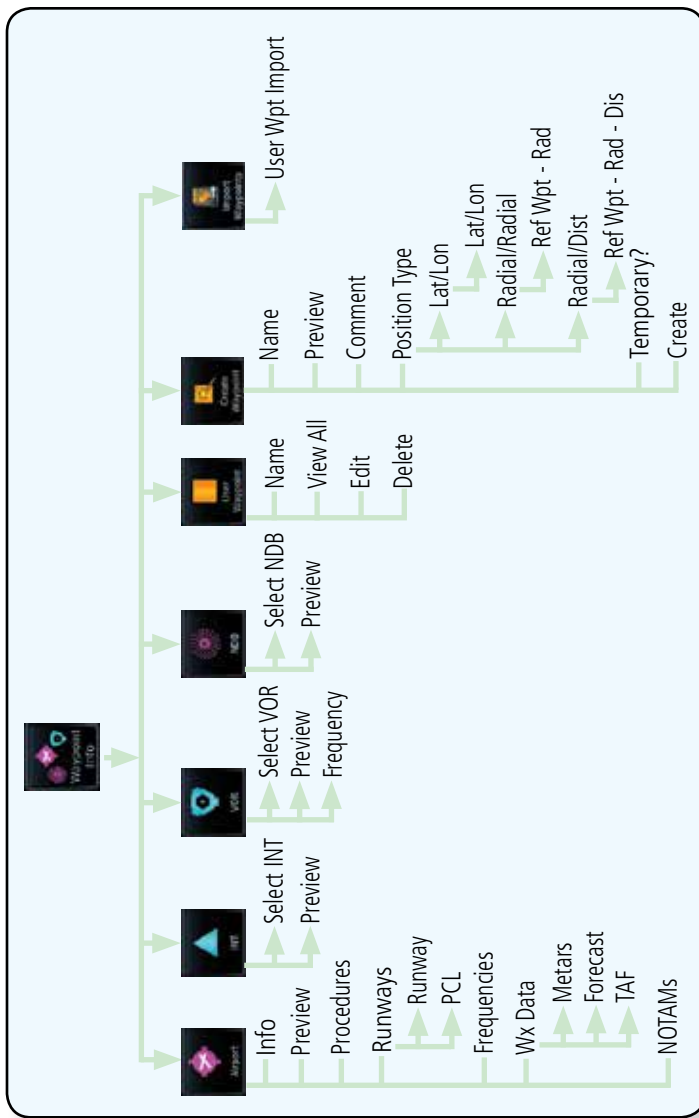 Waypoint
Info
Airport
Info
Preview
Procedures
Runways
Runway
PCL
Frequencies
Wx Data
Metars
Forecast
TAF
NOTAMs
INT
Select INT
Preview
VOR
Select VOR
Preview
Frequency
NDB
Select NDB
Preview
User
Waypoint
Name
View All
Edit
Delete
Create
Waypoint
Name
Preview
Comment
Position Type
Lat/Lon
Lat/Lon
Radial/Radial
Ref Wpt - Rad
Radial/Dist
Ref Wpt - Rad - Dis
Temporary?
Create
Import
Waypoints
User Wpt Import